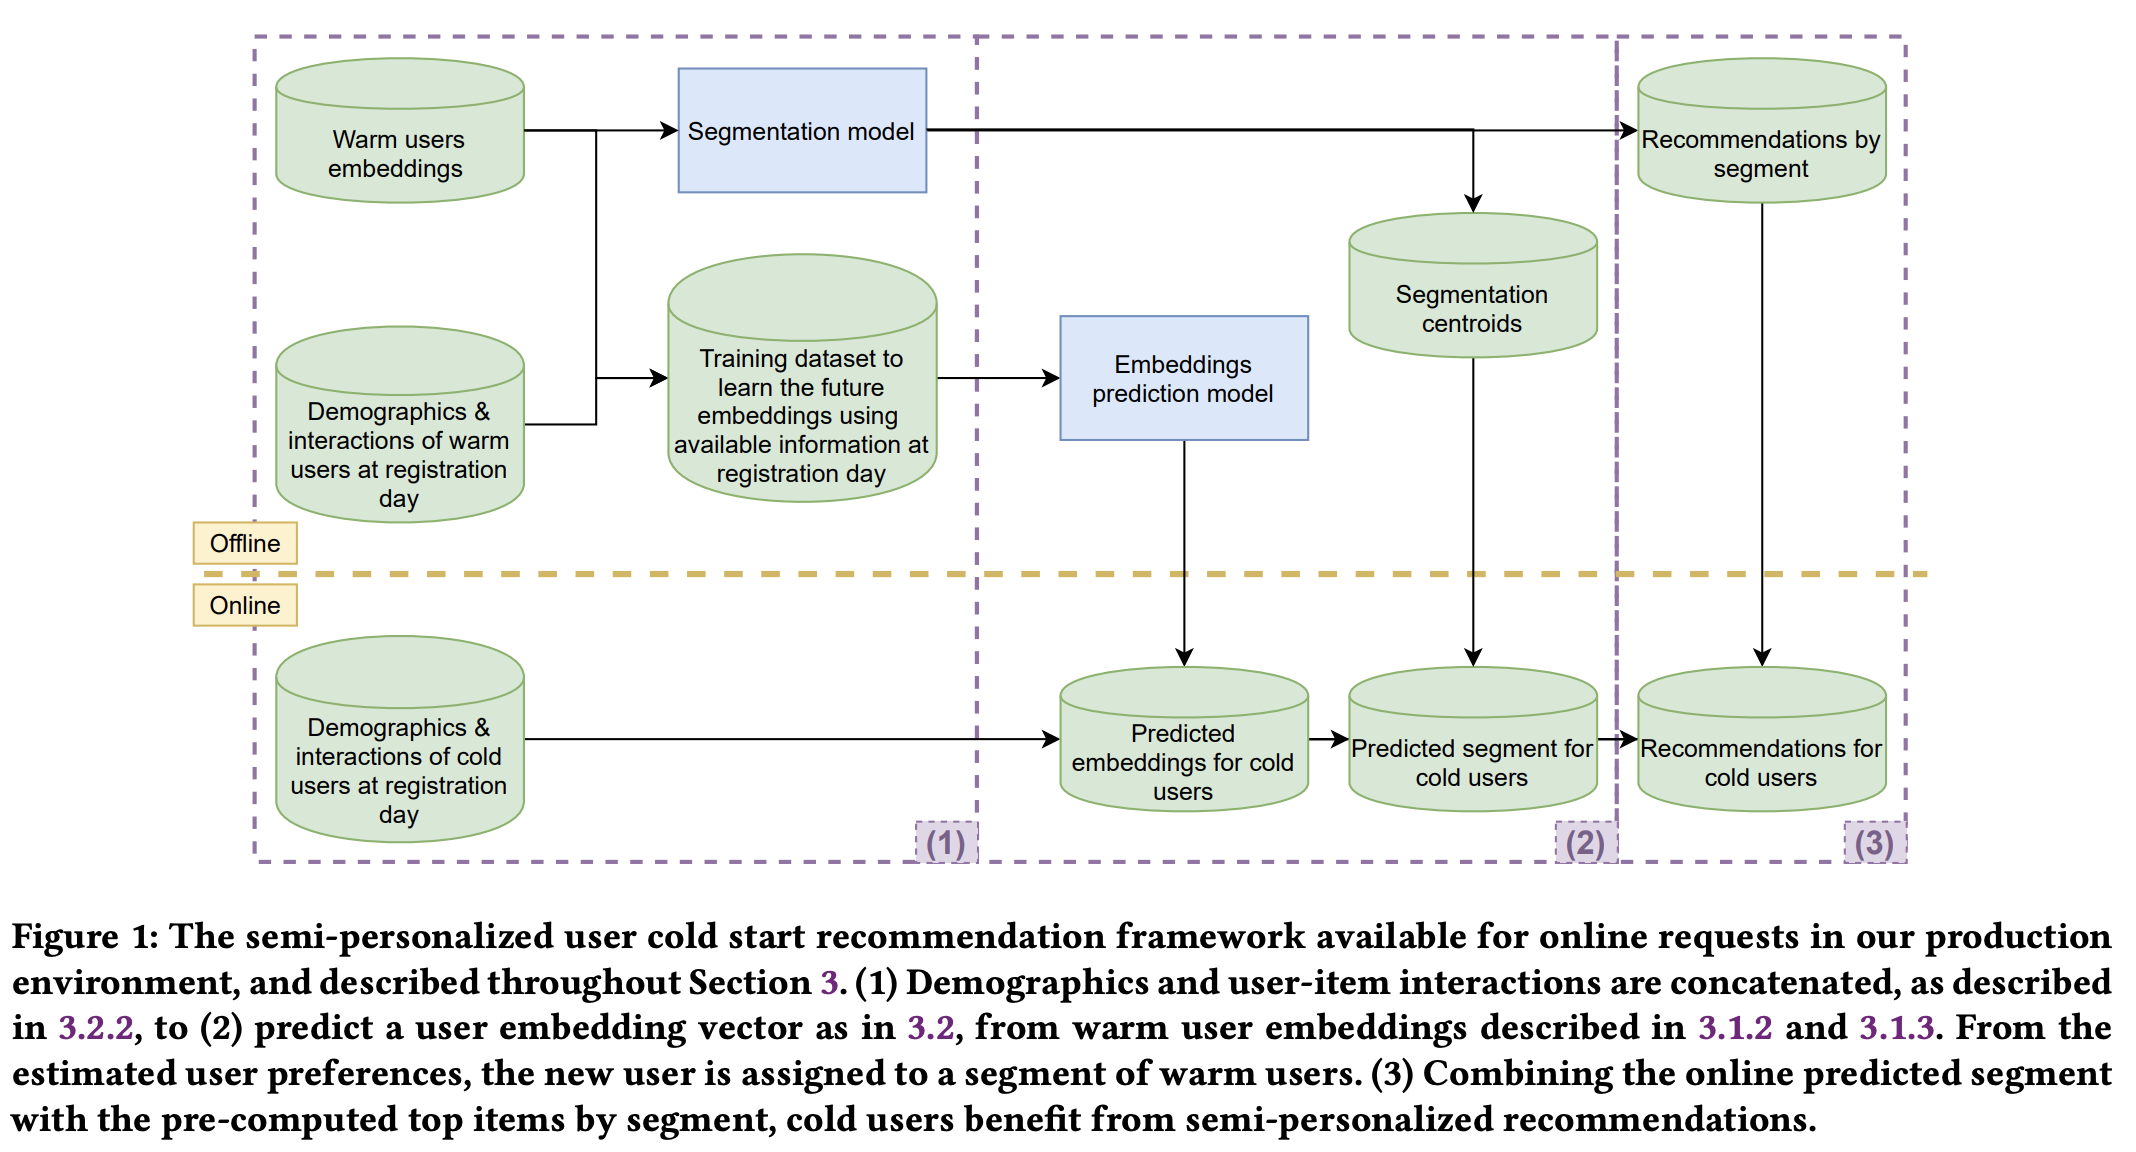 Warm users
embeddings
Segmentation model
Recommendations by
segment
Segmentation
centroids
Demographics &
interactions of warm
users at registration
day
Training dataset to
learn the future
embeddings using
available information at
registration day
Embeddings
prediction model
Offline
Online
Demographics &
interactions of cold
users at registration
day
Predicted
embeddings for cold
users
Predicted segment for
cold users
Recommendations for
cold users
(1)
(2)
(3)
Figure 1: The semi-personalized user cold start recommendation framework available for online requests in our production
environment, and described throughout Section 3. (1) Demographics and user-item interactions are concatenated, as described
in 3.2.2, to (2) predict a user embedding vector as in 3.2, from warm user embeddings described in 3.1.2 and 3.1.3. From the
estimated user preferences, the new user is assigned to a segment of warm users. (3) Combining the online predicted segment
with the pre-computed top items by segment, cold users benefit from semi-personalized recommendations.